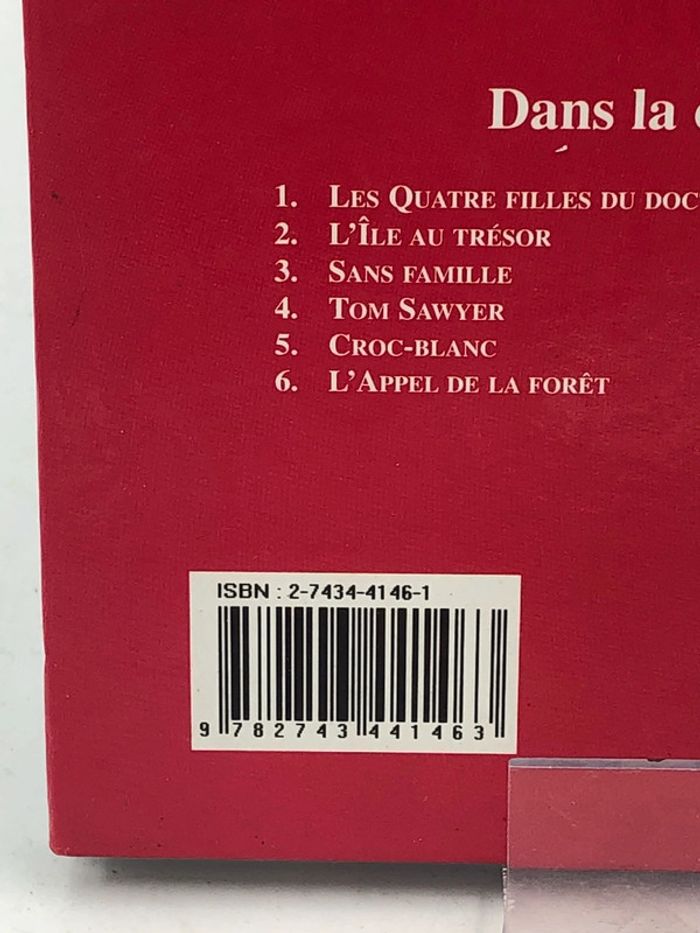 Dans la
1. LES QUATRE FILLES DU DOC
2. L'ÎLE AU TRÉSOR
3. SANS FAMILLE
4. TOM SAWYER
5. CROC-BLANC
6. L'APPEL DE LA FORÊT
ISBN : 2-7434-4146-1
9 782743 441463